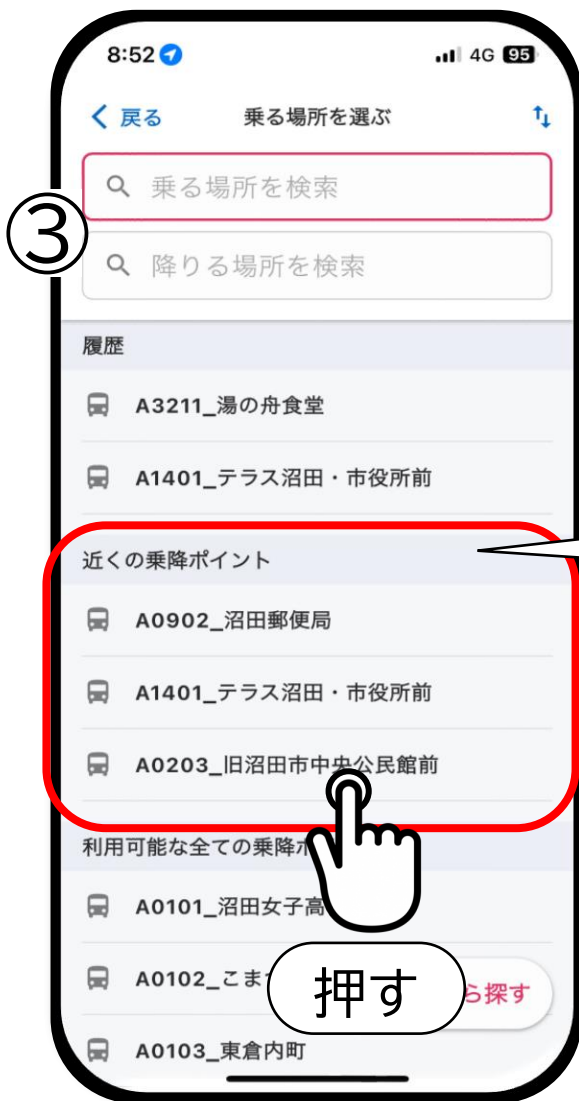 8:52 4G 95
戻る 乗る場所を選ぶ
乗る場所を検索
③
降りる場所を検索
履歴
A3211_湯の舟食堂
A1401_テラス沼田・市役所前
近くの乗降ポイント
A0902_沼田郵便局
A1401_テラス沼田・市役所前
A0203_旧沼田市中央公民館前
利用可能な全ての乗降ポ
A0101_沼田女子高
A0102_こま
押す
ら探す
A0103_東倉内町